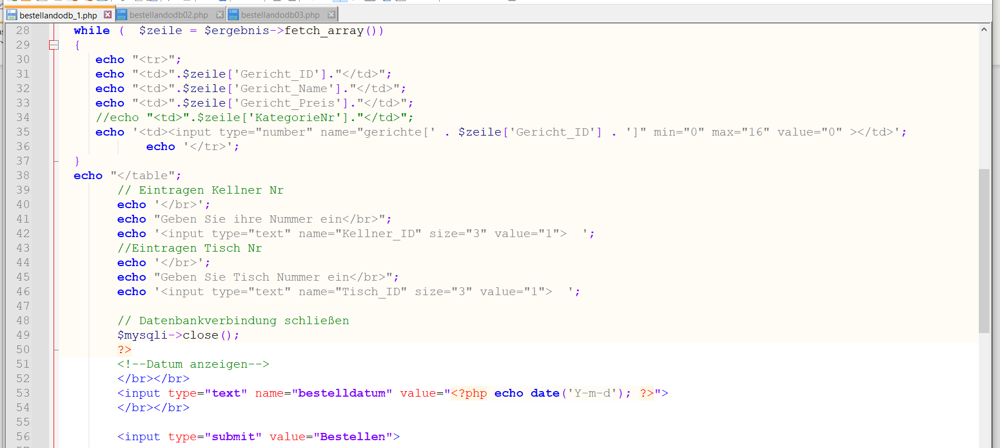 bestellandodb_1.php bestellandodb02.php bestellandodb03.php
28 while (  $zeile = $ergebnis->fetch_array())
29 {
30 echo "<tr>";
31 echo "<td>".$zeile['Gericht_ID']."</td>";
32 echo "<td>".$zeile['Gericht_Name']."</td>";
33 echo "<td>".$zeile['Gericht_Preis']."</td>";
34 //echo "<td>".$zeile['KategorieNr']."</td>";
35 echo '<td><input type="number" name="gerichte[' . $zeile['Gericht_ID'] . ']" min="0" max="16" value="0" ></td>';
36 echo '</tr>';
37 }
38 echo "</table";
39 // Eintragen Kellner Nr
40 echo '</br>';
41 echo "Geben Sie ihre Nummer ein</br>";
42 echo '<input type="text" name="Kellner_ID" size="3" value="1">  ';
43 //Eintragen Tisch Nr
44 echo '</br>';
45 echo "Geben Sie Tisch Nummer ein</br>";
46 echo '<input type="text" name="Tisch_ID" size="3" value="1">  ';
47
48 // Datenbankverbindung schließen
49 $mysqli->close();
50 ?>
51 <!--Datum anzeigen-->
52 </br></br>
53 <input type="text" name="bestelldatum" value="<?php echo date('Y-m-d'); ?>">
54 </br></br>
55
56 <input type="submit" value="Bestellen">